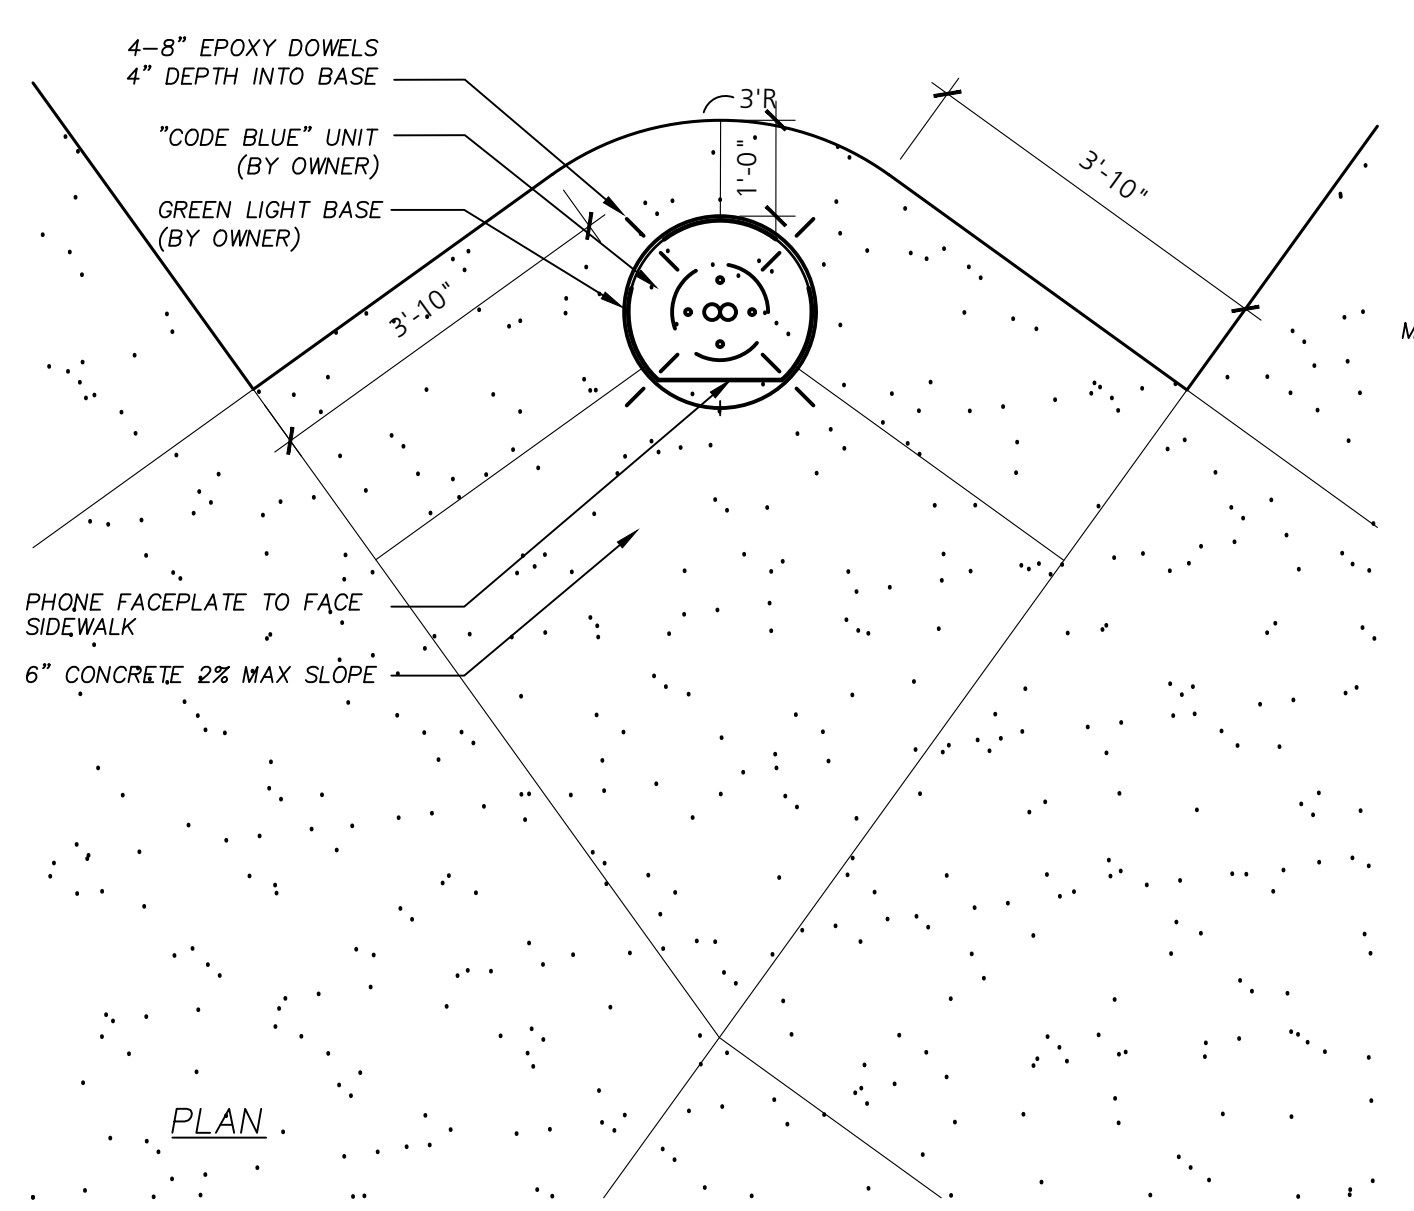 4-8" EPOXY DOWELS
4" DEPTH INTO BASE
"CODE BLUE" UNIT
(BY OWNER)
GREEN LIGHT BASE
(BY OWNER)
3'R
1'-0"
3'-10"
3'-10"
M
PHONE FACEPLATE TO FACE
SIDEWALK
6" CONCRETE 2% MAX SLOPE
PLAN